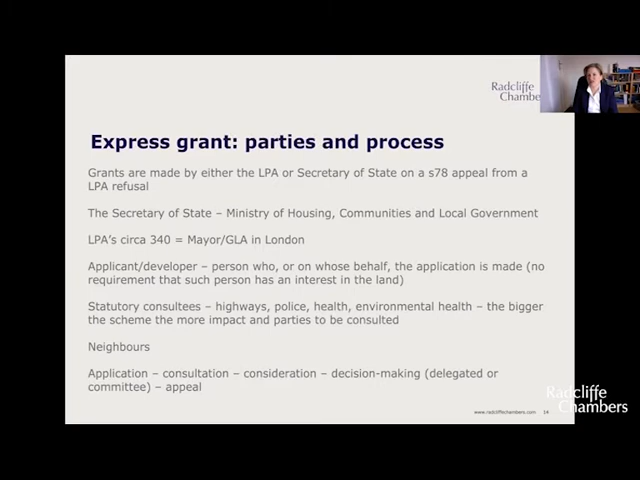 Radcliffe
Express grant: parties and process
Grants are made by either the LPA or Secretary of State on a s78 appeal from a
LPA refusal
The Secretary of State – Ministry of Housing, Communities and Local Government
LPA's circa 340 = Mayor/GLA in London
Applicant/developer – person who, or on whose behalf, the application is made (no
requirement that such person has an interest in the land)
Statutory consultees – highways, police, health, environmental health – the bigger
the scheme the more impact and parties to be consulted
Neighbours
Application – consultation – consideration – decision-making (delegated or
committee) – appeal
Radcliffe
Chambers
www.radcliffechambers.com 14